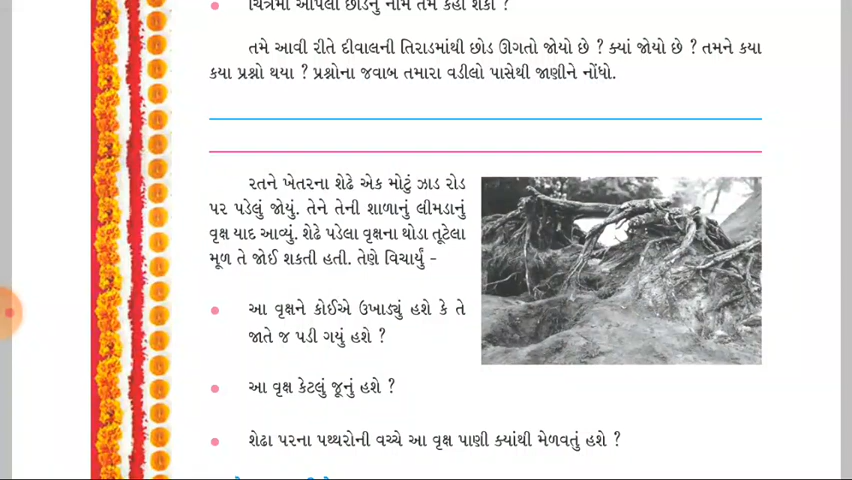 ચિત્રમાં આપેલા છોડનું નામ તમે કહી શકો ?
તમે આવી રીતે દીવાલની તિરાડમાંથી છોડ ઊગતો જોયો છે ? ક્યાં જોયો છે ? તમને કયા
કયા પ્રશ્નો થયા ? પ્રશ્નોના જવાબ તમારા વડીલો પાસેથી જાણીને નોંધો.
રતને ખેતરના શેઢે એક મોટું ઝાડ રોડ
પર પડેલું જોયું. તેને તેની શાળાનું લીમડાનું
વૃક્ષ યાદ આવ્યું. શેઢે પડેલા વૃક્ષના થોડા તૂટેલા
મૂળ તે જોઈ શકતી હતી. તેણે વિચાર્યું -
આ વૃક્ષને કોઈએ ઉખાડ્યું હશે કે તે
જાતે જ પડી ગયું હશે ?
આ વૃક્ષ કેટલું જૂનું હશે ?
શેઢા પરના પથ્થરોની વચ્ચે આ વૃક્ષ પાણી ક્યાંથી મેળવતું હશે ?